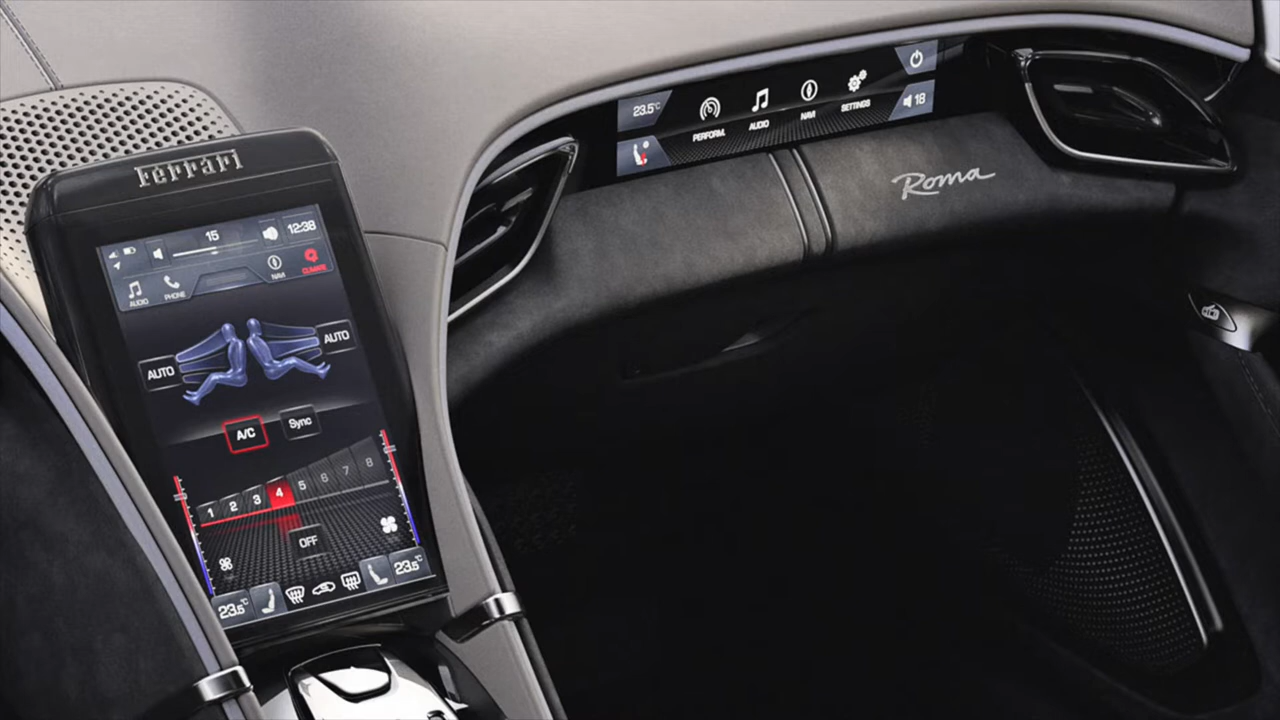 Ferrari
15
12:38
AUDIO
PHONE
NAVI
CLIMATE
AUTO
AUTO
A/C
Sync
1 2 3 4 5 6 7 8
OFF
23.5°C
23.5°C
23.5°C
PERFORM.
AUDIO
NAVI
SETTINGS
18
Roma